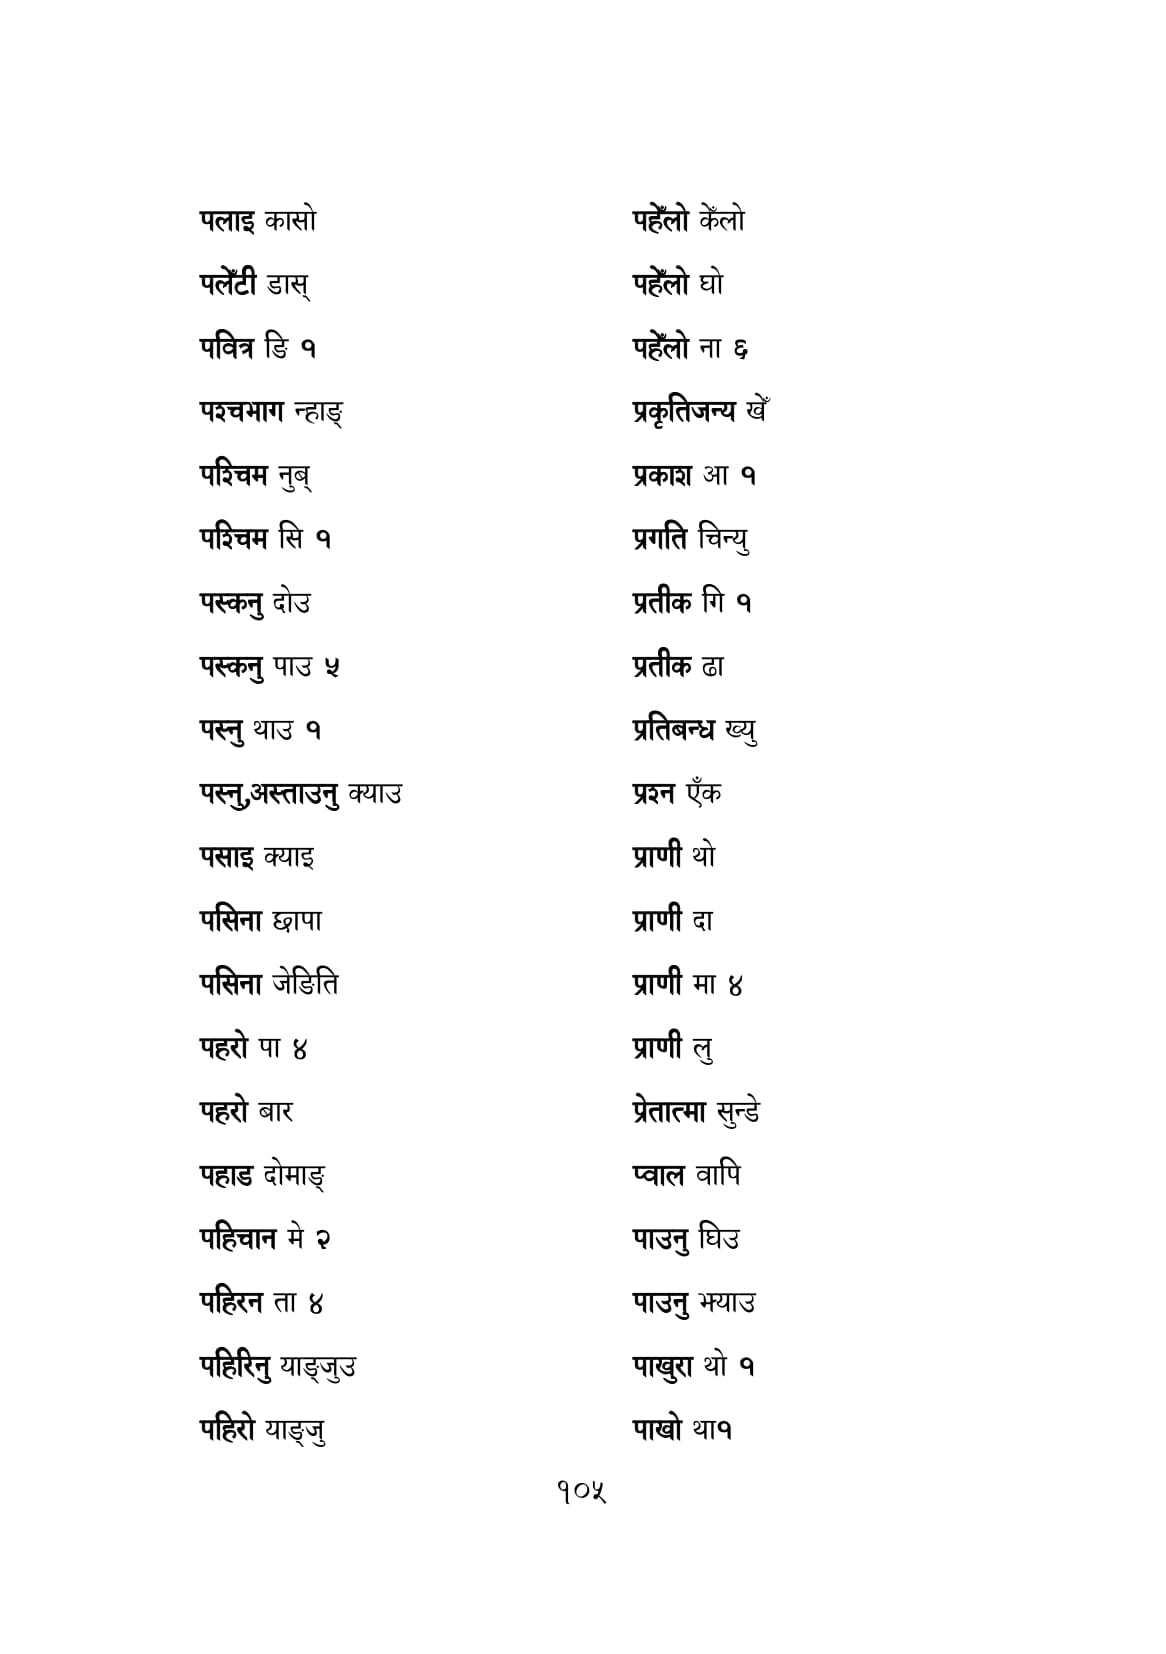 पलाइ कासो
पलेँटी डास्
पवित्र ङि १
पश्चभाग न्हाङ्
पश्चिम नुब्
पश्चिम सि १
पस्कनु दोउ
पस्कनु पाउ ५
पस्नु थाउ १
पस्नु,अस्ताउनु क्याउ
पसाइ क्याइ
पसिना छापा
पसिना जेङिति
पहरो पा ४
पहरो बार
पहाड दोमाङ्
पहिचान मे २
पहिरन ता ४
पहिरिनु याङ्जुउ
पहिरो याङ्जु
पहेँलो केँलो
पहेँलो घो
पहेँलो ना ६
प्रकृतिजन्य खेँ
प्रकाश आ १
प्रगति चिन्यु
प्रतीक गि १
प्रतीक ढा
प्रतिबन्ध ख्यु
प्रश्न एँक
प्राणी थो
प्राणी दा
प्राणी मा ४
प्राणी लु
प्रेतात्मा सुन्डे
प्वाल वापि
पाउनु घिउ
पाउनु झ्याउ
पाखुरा थो १
पाखो था१
१०५